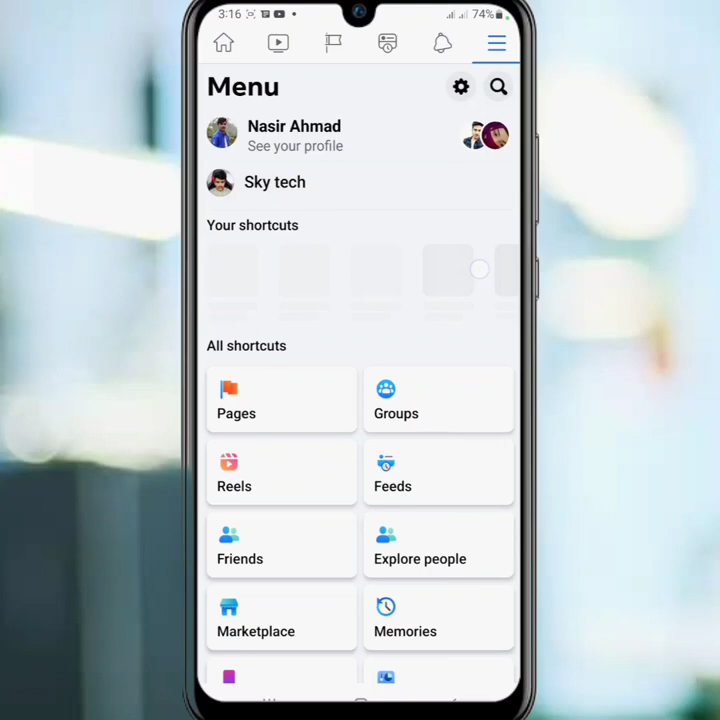 3:16
74%
Menu
Nasir Ahmad
See your profile
Sky tech
Your shortcuts
All shortcuts
Pages
Groups
Reels
Feeds
Friends
Explore people
Marketplace
Memories